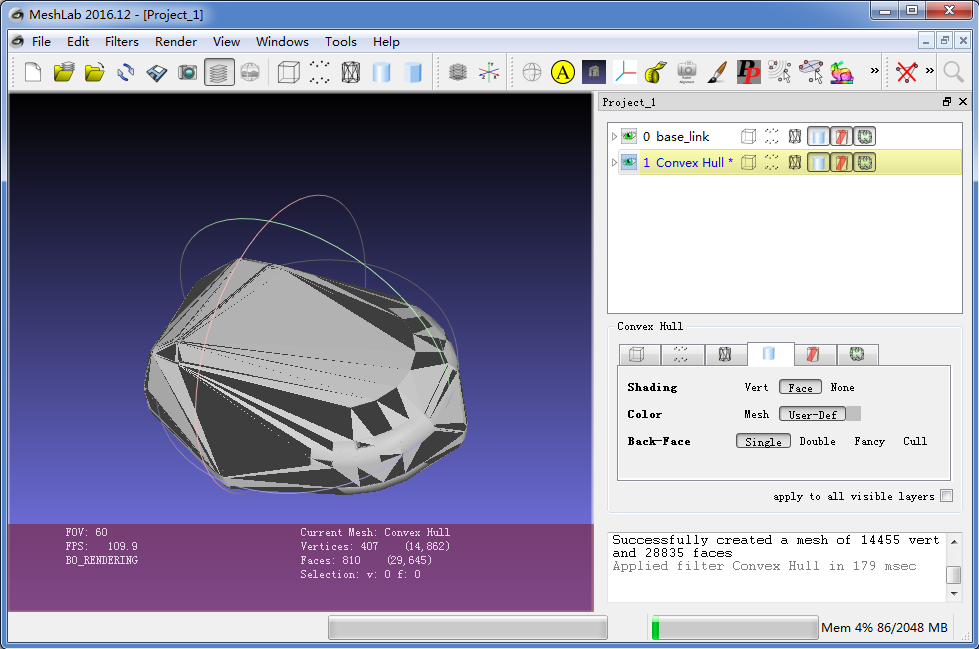 MeshLab 2016.12 - [Project_1]
File Edit Filters Render View Windows Tools Help
A PP » »
Project_1
0 base_link
1 Convex Hull *
Convex Hull
Shading Vert Face None
Color Mesh User-Def
Back-Face Single Double Fancy Cull
apply to all visible layers
FOV: 60
FPS: 109.9
BO_RENDERING
Current Mesh: Convex Hull
Vertices: 407 (14,862)
Faces: 810 (29,645)
Selection: v: 0 f: 0
Successfully created a mesh of 14455 vert
and 28835 faces
Applied filter Convex Hull in 179 msec
Mem 4% 86/2048 MB